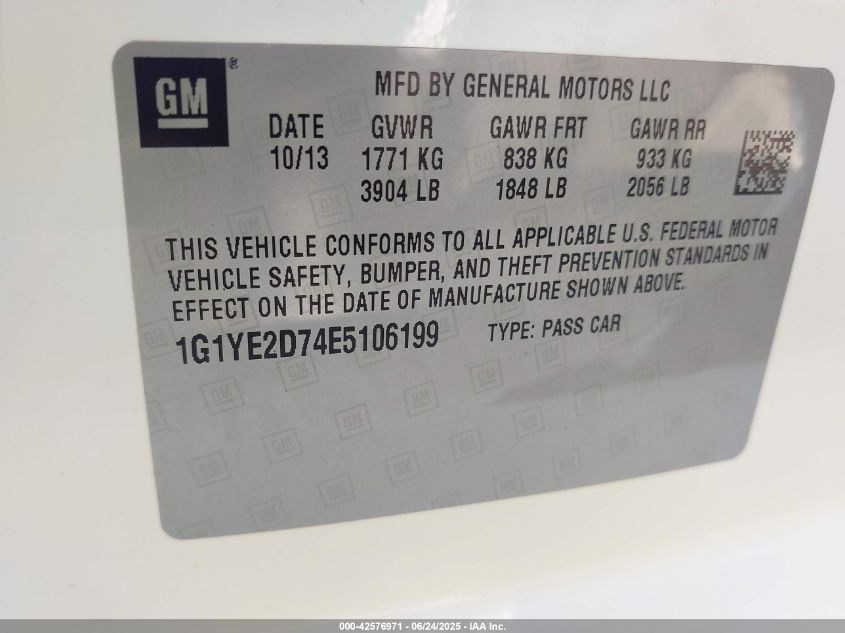 GM®
MFD BY GENERAL MOTORS LLC
DATE GVWR GAWR FRT GAWR RR
10/13 1771 KG 838 KG 933 KG
3904 LB 1848 LB 2056 LB
THIS VEHICLE CONFORMS TO ALL APPLICABLE U.S. FEDERAL MOTOR
VEHICLE SAFETY, BUMPER, AND THEFT PREVENTION STANDARDS IN
EFFECT ON THE DATE OF MANUFACTURE SHOWN ABOVE.
1G1YE2D74E5106199 TYPE: PASS CAR
000-42576971 - 06/24/2025 - IAA Inc.